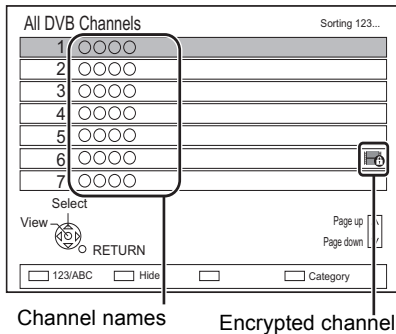 All DVB Channels Sorting 123...
1 ○○○○
2 ○○○○
3 ○○○○
4 ○○○○
5 ○○○○
6 ○○○○
7 ○○○○
Select
View
RETURN
Page up
Page down
123/ABC Hide Category
Channel names Encrypted channel